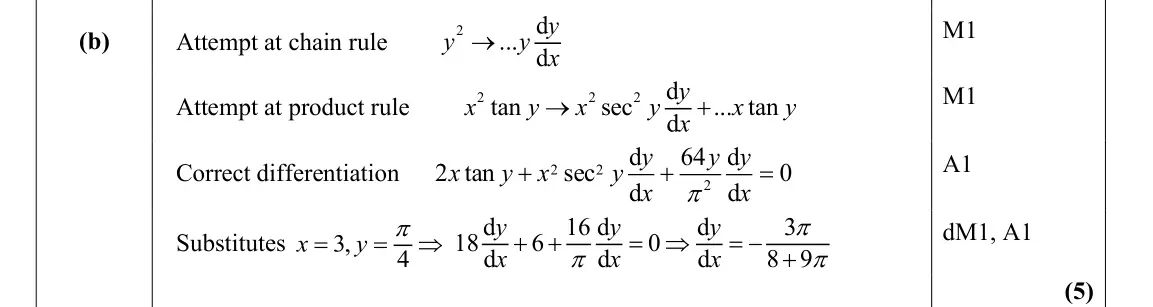 (b) Attempt at chain rule y² → ...y dy/dx M1
Attempt at product rule x² tan y → x² sec² y dy/dx + ...x tan y M1
Correct differentiation 2x tan y + x² sec² y dy/dx + 64y/π² dy/dx = 0 A1
Substitutes x = 3, y = π/4 ⇒ 18 dy/dx + 6 + 16/π dy/dx = 0 ⇒ dy/dx = − 3π/(8 + 9π) dM1, A1
(5)